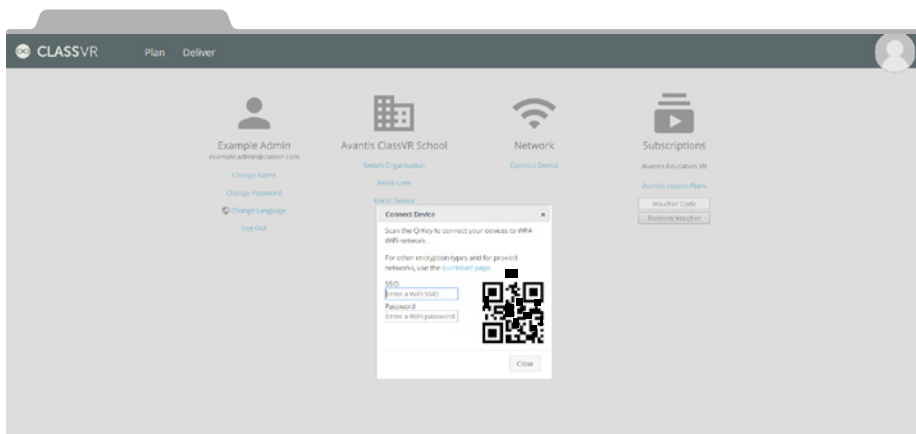 CLASSVR
Plan
Deliver
Example Admin
example.admin@classvr.com
Change Name
Change Password
Change Language
Log Out
Avantis ClassVR School
Switch Organisation
Invite User
Enrol Device
Network
Connect Device
Subscriptions
Avantis Education VR
Avantis Lesson Plans
Voucher Code
Redeem Voucher
Connect Device
Scan the QrKey to connect your devices to WPA
WiFi network.
For other encryption types and for proxied
networks, use the quickstart page.
SSID
Enter a WiFi SSID
Password
Enter a WiFi password
Close